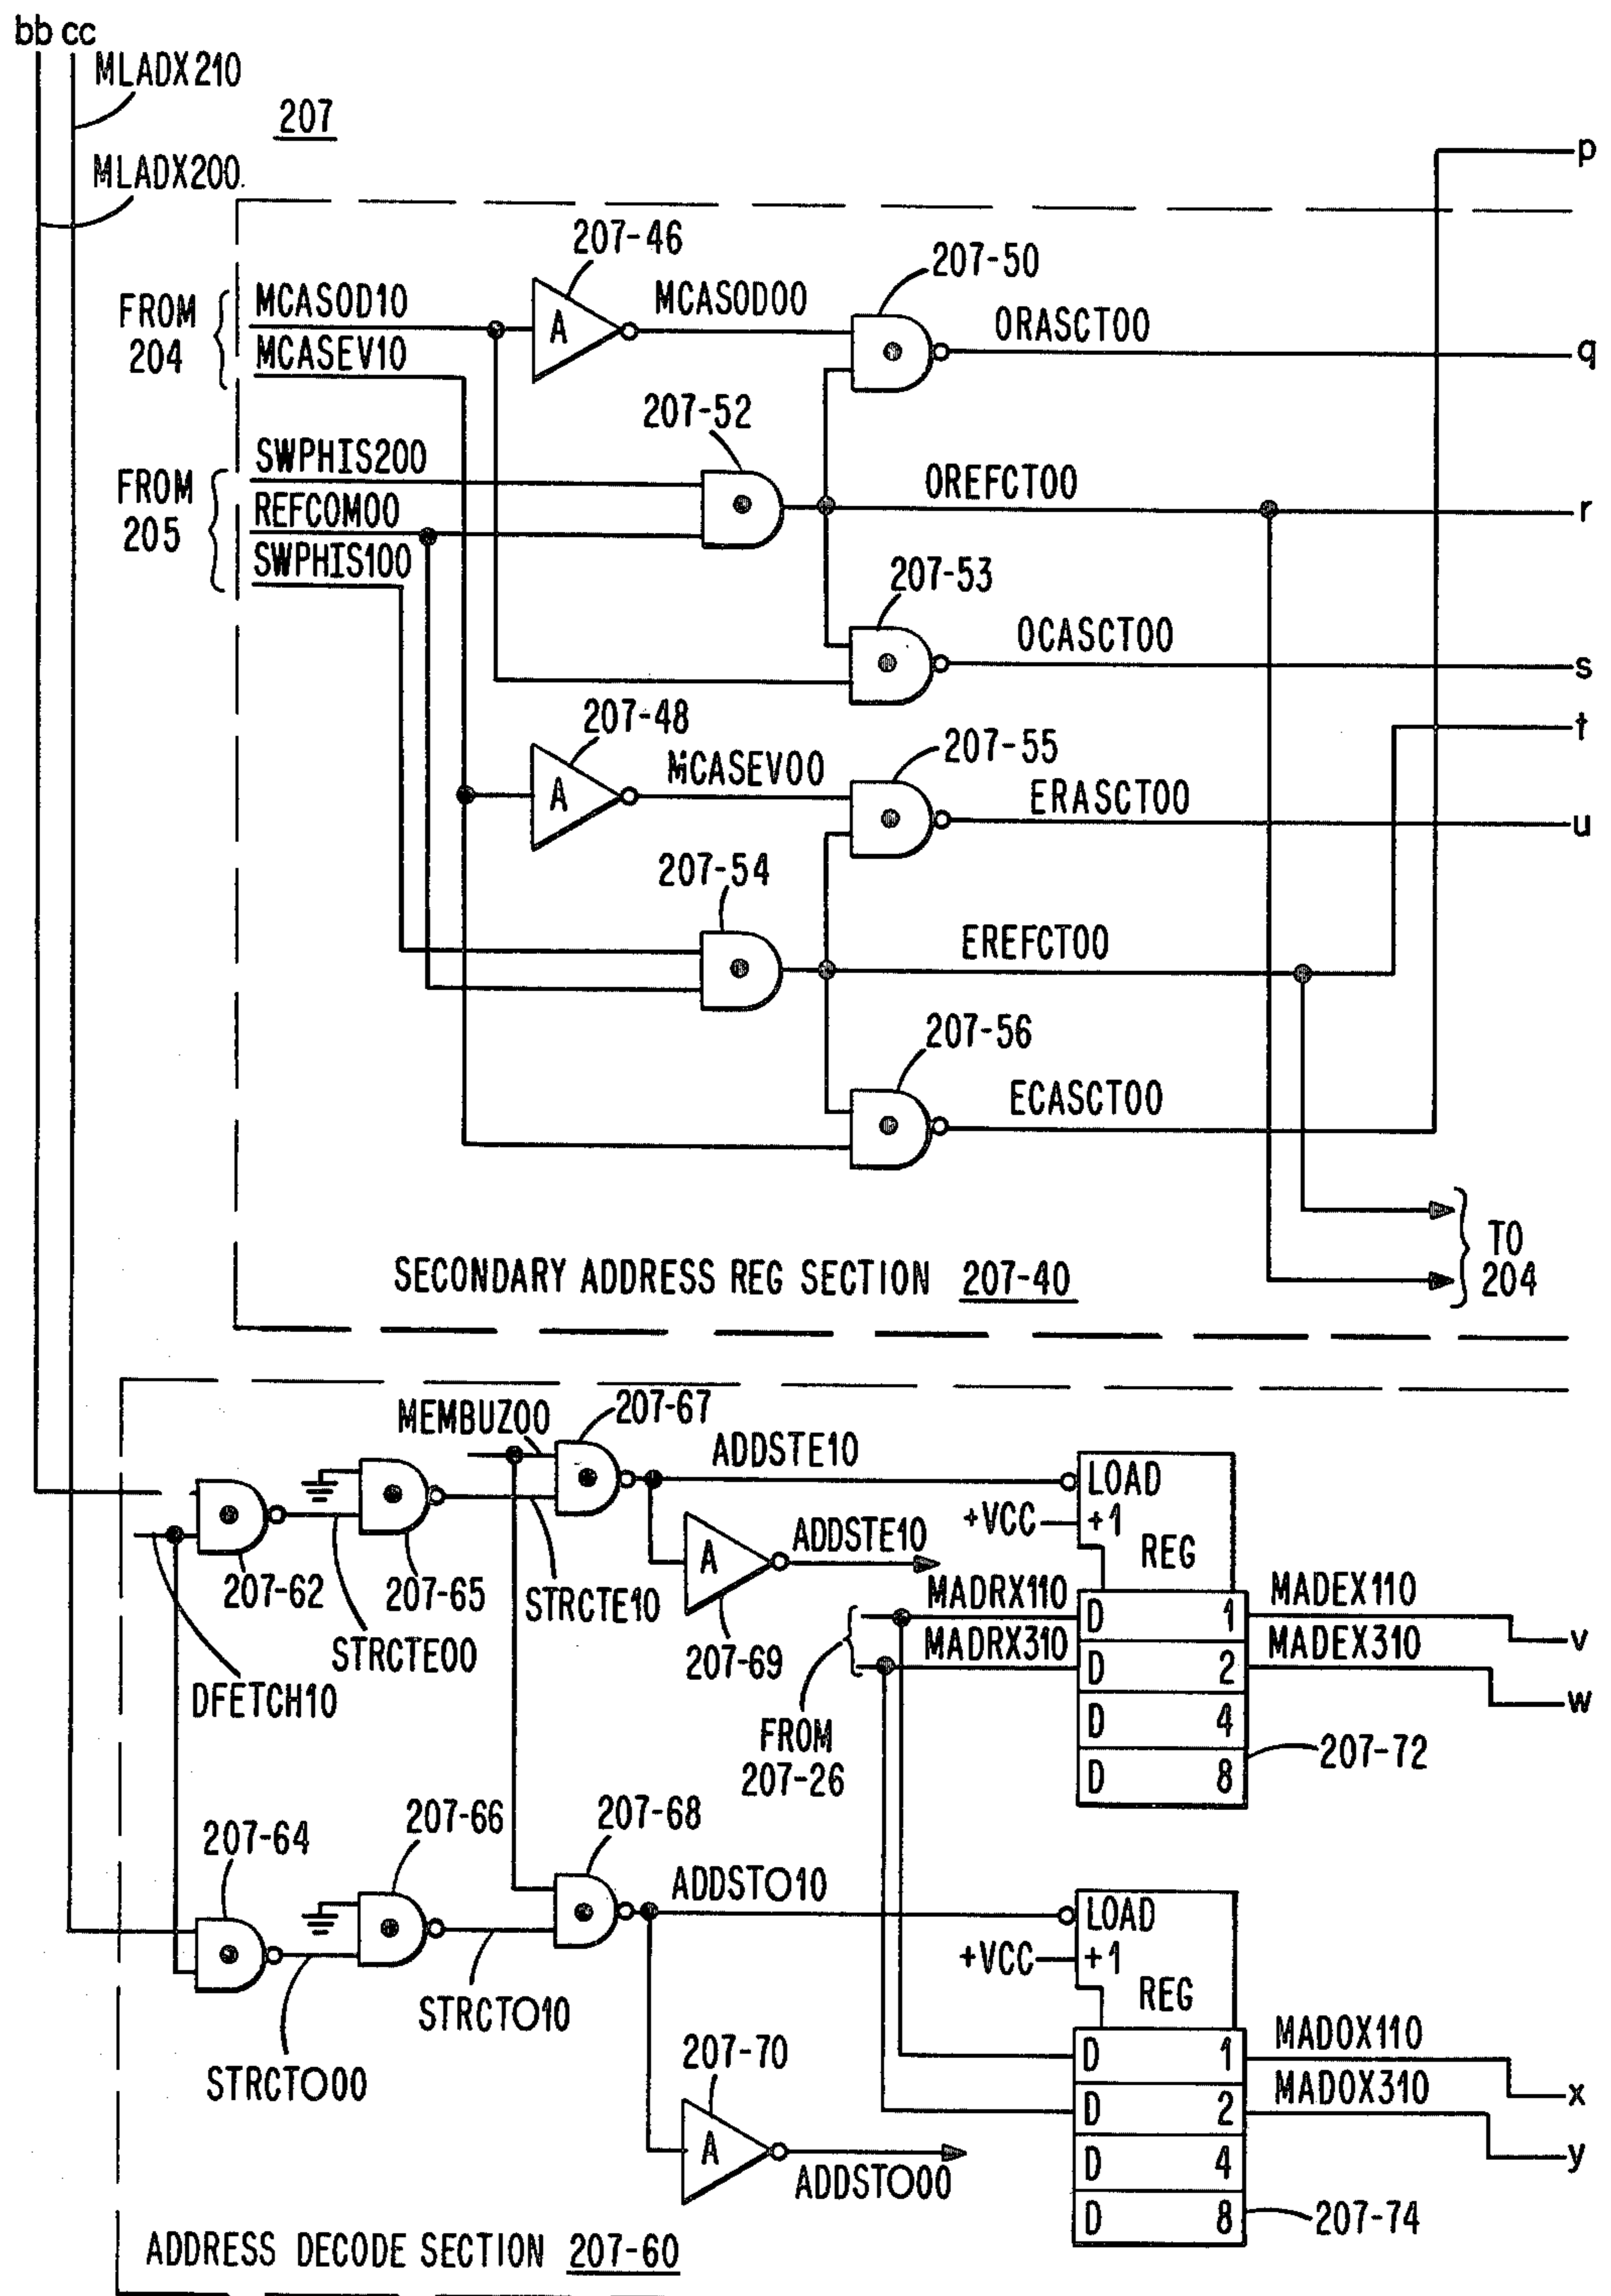 bb cc
MLADX210
207
MLADX200
p
207-46
207-50
FROM
204
MCASOD10
MCASOD00
ORASCT00
q
MCASEV10
A
207-52
FROM
205
SWPHIS200
OREFCT00
r
REFCOM00
SWPHIS100
207-53
OCASCT00
s
207-48
207-55
t
MCASEV00
ERASCT00
A
u
207-54
EREFCT00
207-56
ECASCT00
TO
204
SECONDARY ADDRESS REG SECTION 207-40
MEMBUZ00
207-67
ADDSTE10
LOAD
+VCC
+1
REG
A
ADDSTE10
207-62
207-65
STRCTE10
MADRX110
D 1
MADEX110
v
STRCTE00
207-69
MADRX310
D 2
MADEX310
w
DFETCH10
FROM
207-26
D 4
D 8
207-72
207-64
207-66
207-68
ADDSTO10
LOAD
+VCC
+1
REG
STRCTO10
STRCTO00
207-70
D 1
MADOX110
x
D 2
MADOX310
y
A
ADDSTO00
D 4
D 8
207-74
ADDRESS DECODE SECTION 207-60